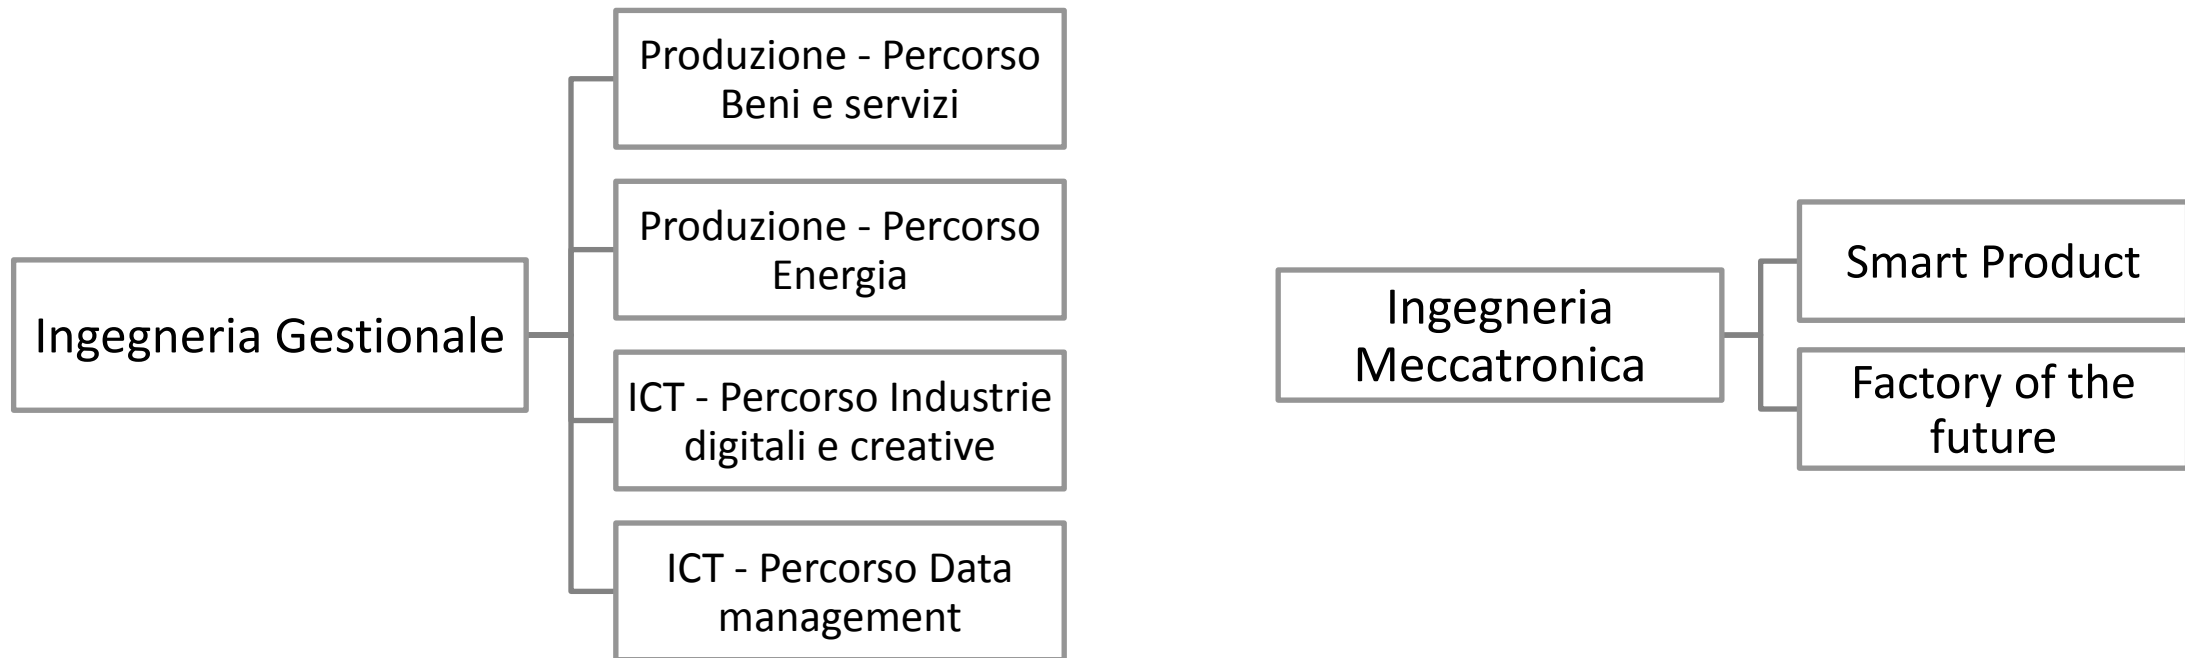 Ingegneria Gestionale
Produzione - Percorso
Beni e servizi
Produzione - Percorso
Energia
ICT - Percorso Industrie
digitali e creative
ICT - Percorso Data
management
Ingegneria
Meccatronica
Smart Product
Factory of the
future